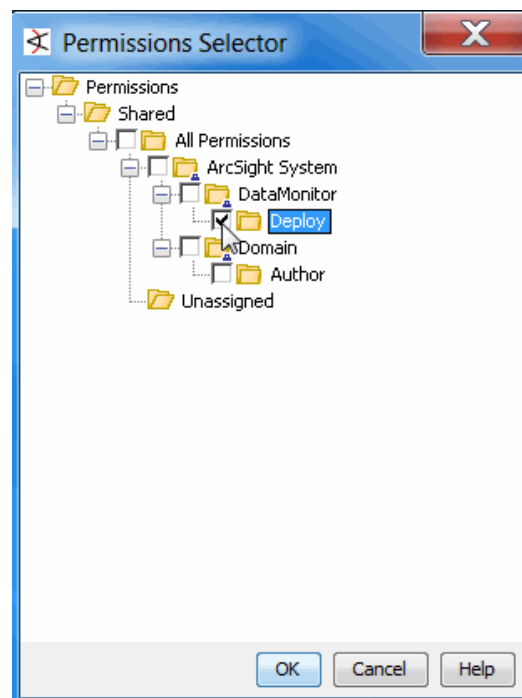 Permissions Selector
Permissions
Shared
All Permissions
ArcSight System
DataMonitor
Deploy
Domain
Author
Unassigned
OK Cancel Help